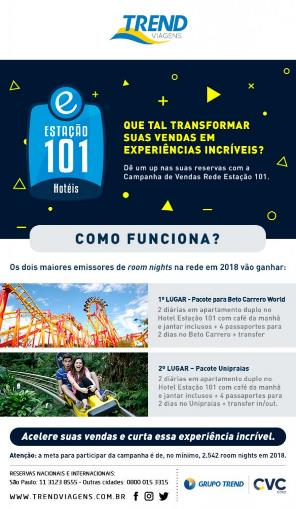 TREND
VIAGENS
e
ESTAÇÃO
101
Hotéis
QUE TAL TRANSFORMAR
SUAS VENDAS EM
EXPERIÊNCIAS INCRÍVEIS?
Dê um up nas suas reservas com a
Campanha de Vendas Rede Estação 101.
COMO FUNCIONA?
Os dois maiores emissores de room nights na rede em 2018 vão ganhar:
1º LUGAR - Pacote para Beto Carrero World
2 diárias em apartamento duplo no
Hotel Estação 101 com café da manhã
e jantar inclusos + 4 passaportes para
2 dias no Beto Carrero + transfer
2º LUGAR – Pacote Unipraias
2 diárias em apartamento duplo no
Hotel Estação 101 com café da manhã
e jantar inclusos + 4 passaportes para
2 dias no Unipraias + transfer in/out.
Acelere suas vendas e curta essa experiência incrível.
Atenção: a meta para participar da campanha é de, no mínimo, 2.542 room nights em 2018.
RESERVAS NACIONAIS E INTERNACIONAIS:
São Paulo: 11 3123 8555 - Outras cidades: 0800 015 3315
WWW.TRENDVIAGENS.COM.BR
GRUPO TREND
CVC